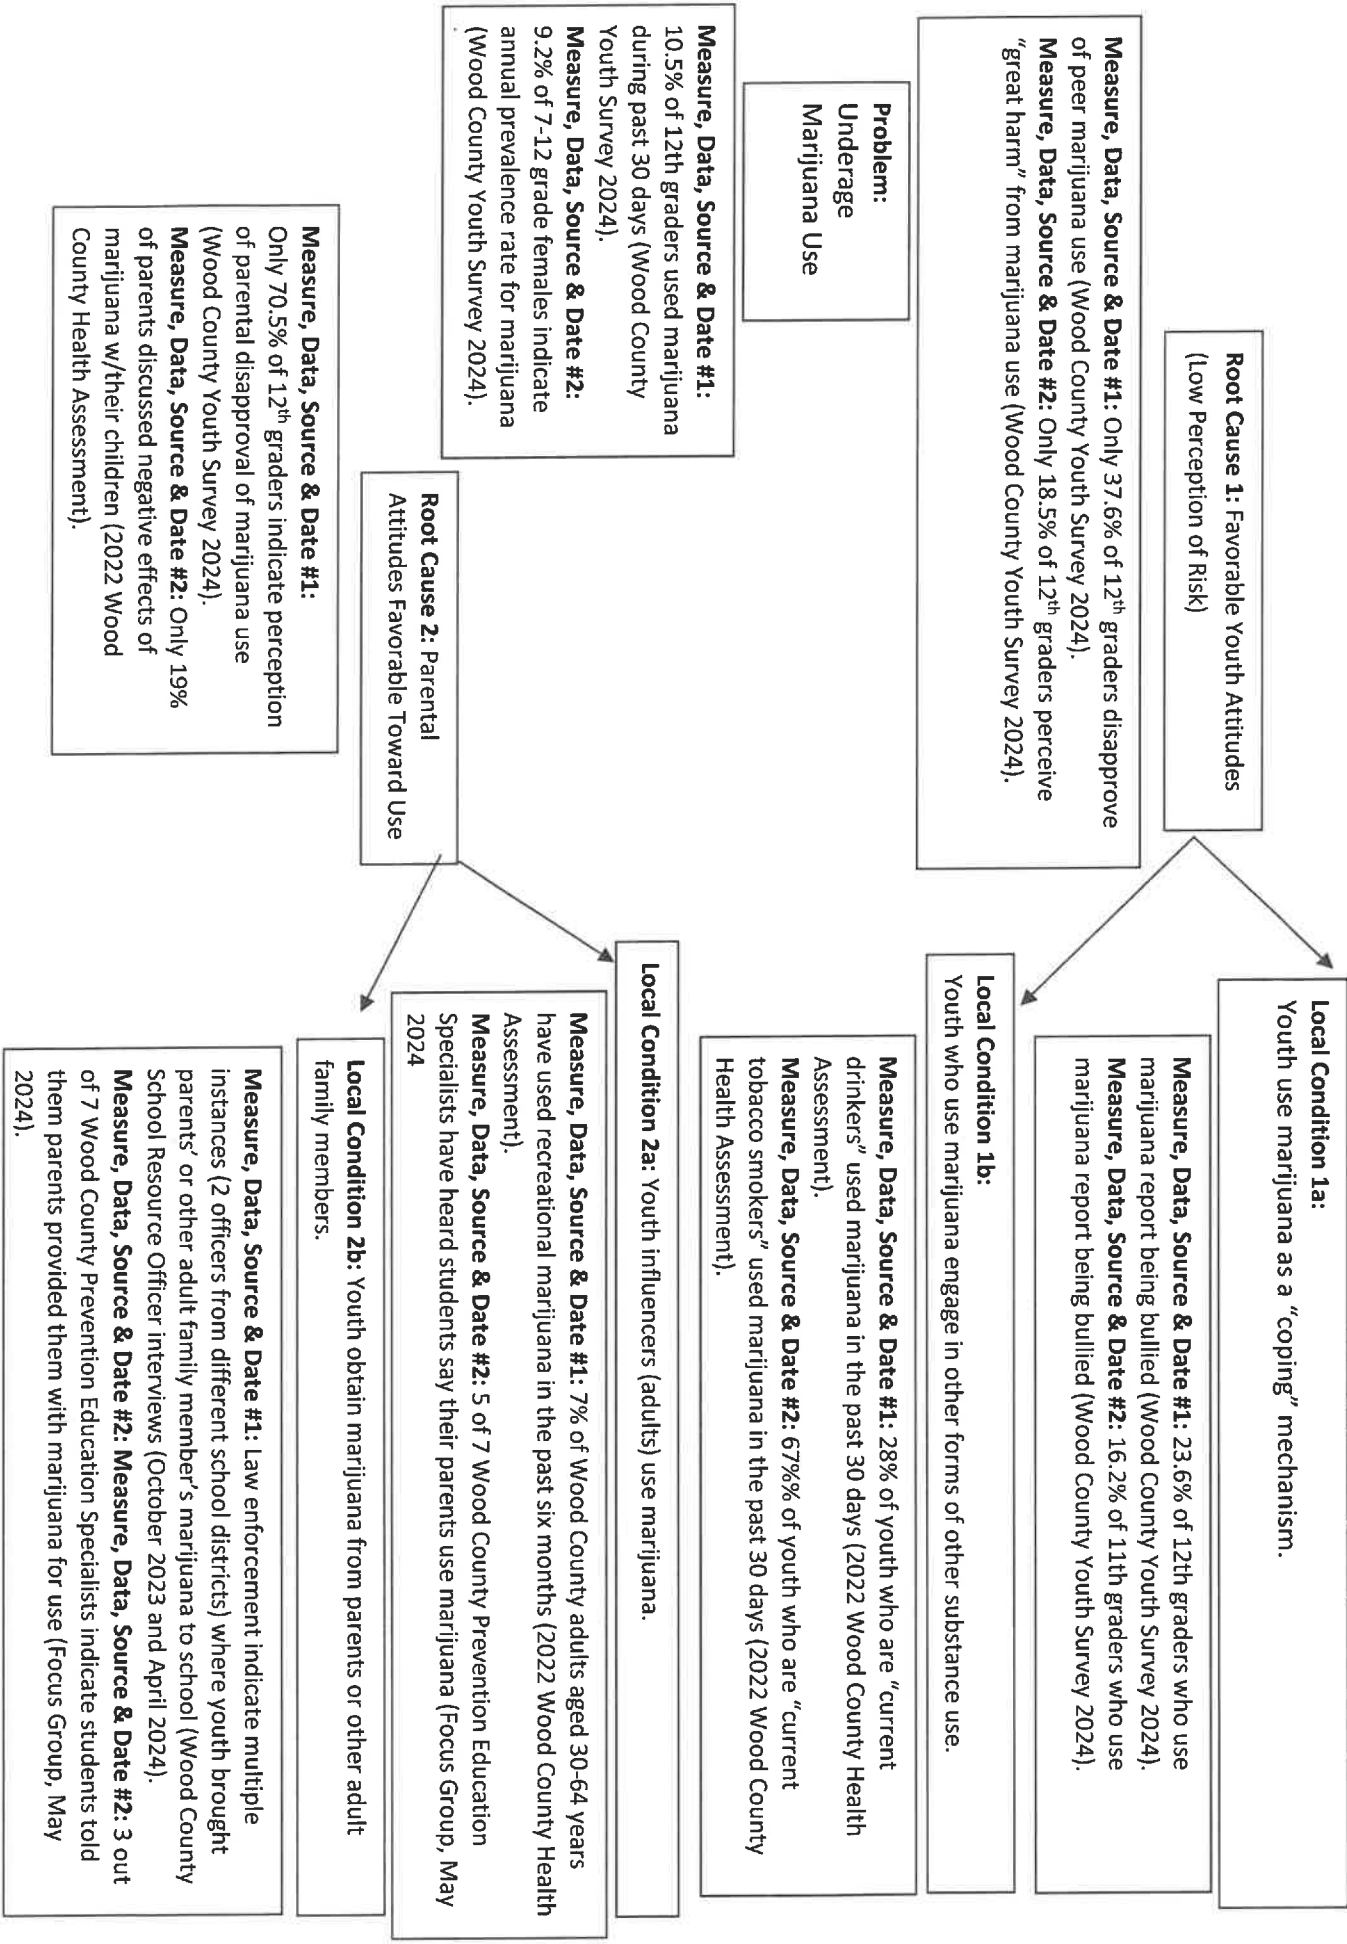 Root Cause 1: Favorable Youth Attitudes
(Low Perception of Risk)
Measure, Data, Source & Date #1: Only 37.6% of 12th graders disapprove
of peer marijuana use (Wood County Youth Survey 2024).
Measure, Data, Source & Date #2: Only 18.5% of 12th graders perceive
“great harm” from marijuana use (Wood County Youth Survey 2024).
Problem:
Underage
Marijuana Use
Measure, Data, Source & Date #1:
10.5% of 12th graders used marijuana
during past 30 days (Wood County
Youth Survey 2024).
Measure, Data, Source & Date #2:
9.2% of 7-12 grade females indicate
annual prevalence rate for marijuana
(Wood County Youth Survey 2024).
Root Cause 2: Parental
Attitudes Favorable Toward Use
Measure, Data, Source & Date #1:
Only 70.5% of 12th graders indicate perception
of parental disapproval of marijuana use
(Wood County Youth Survey 2024).
Measure, Data, Source & Date #2: Only 19%
of parents discussed negative effects of
marijuana w/their children (2022 Wood
County Health Assessment).
Local Condition 1a:
Youth use marijuana as a “coping” mechanism.
Measure, Data, Source & Date #1: 23.6% of 12th graders who use
marijuana report being bullied (Wood County Youth Survey 2024).
Measure, Data, Source & Date #2: 16.2% of 11th graders who use
marijuana report being bullied (Wood County Youth Survey 2024).
Local Condition 1b:
Youth who use marijuana engage in other forms of other substance use.
Measure, Data, Source & Date #1: 28% of youth who are “current
drinkers” used marijuana in the past 30 days (2022 Wood County Health
Assessment).
Measure, Data, Source & Date #2: 67%% of youth who are “current
tobacco smokers” used marijuana in the past 30 days (2022 Wood County
Health Assessment).
Local Condition 2a: Youth influencers (adults) use marijuana.
Measure, Data, Source & Date #1: 7% of Wood County adults aged 30-64 years
have used recreational marijuana in the past six months (2022 Wood County Health
Assessment).
Measure, Data, Source & Date #2: 5 of 7 Wood County Prevention Education
Specialists have heard students say their parents use marijuana (Focus Group, May
2024
Local Condition 2b: Youth obtain marijuana from parents or other adult
family members.
Measure, Data, Source & Date #1: Law enforcement indicate multiple
instances (2 officers from different school districts) where youth brought
parents’ or other adult family member’s marijuana to school (Wood County
School Resource Officer interviews (October 2023 and April 2024).
Measure, Data, Source & Date #2: Measure, Data, Source & Date #2: 3 out
of 7 Wood County Prevention Education Specialists indicate students told
them parents provided them with marijuana for use (Focus Group, May
2024).